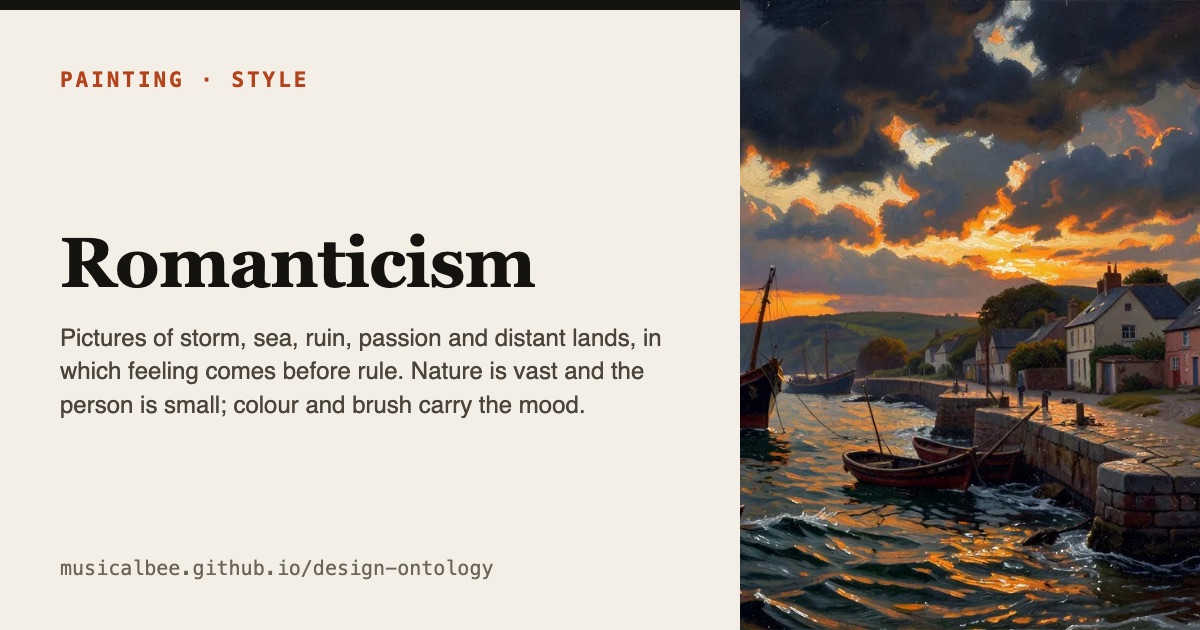 PAINTING · STYLE
Romanticism
Pictures of storm, sea, ruin, passion and distant lands, in
which feeling comes before rule. Nature is vast and the
person is small; colour and brush carry the mood.
musicalbee.github.io/design-ontology